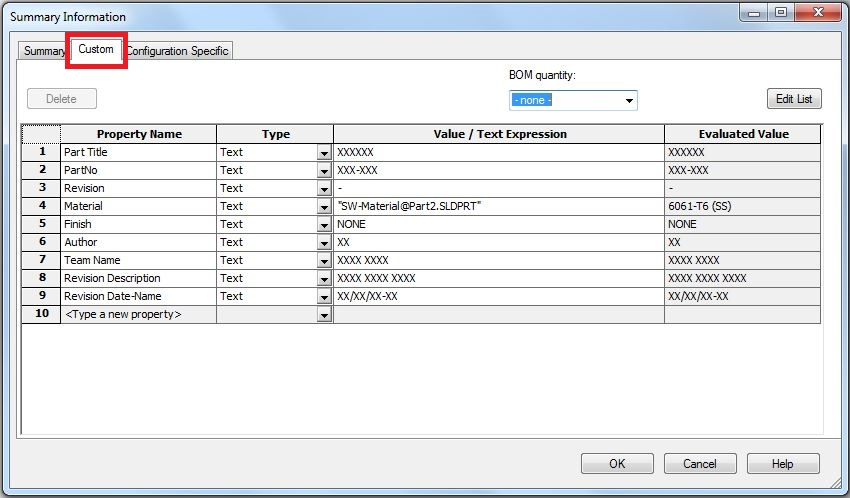 Summary Information
Summary Custom Configuration Specific
BOM quantity:
Delete - none - Edit List
Property Name Type Value / Text Expression Evaluated Value
1 Part Title Text XXXXXX XXXXXX
2 PartNo Text XXX-XXX XXX-XXX
3 Revision Text - -
4 Material Text "SW-Material@Part2.SLDPRT" 6061-T6 (SS)
5 Finish Text NONE NONE
6 Author Text XX XX
7 Team Name Text XXXX XXXX XXXX XXXX
8 Revision Description Text XXXX XXXX XXXX XXXX XXXX XXXX
9 Revision Date-Name Text XX/XX/XX-XX XX/XX/XX-XX
10 <Type a new property>
OK Cancel Help